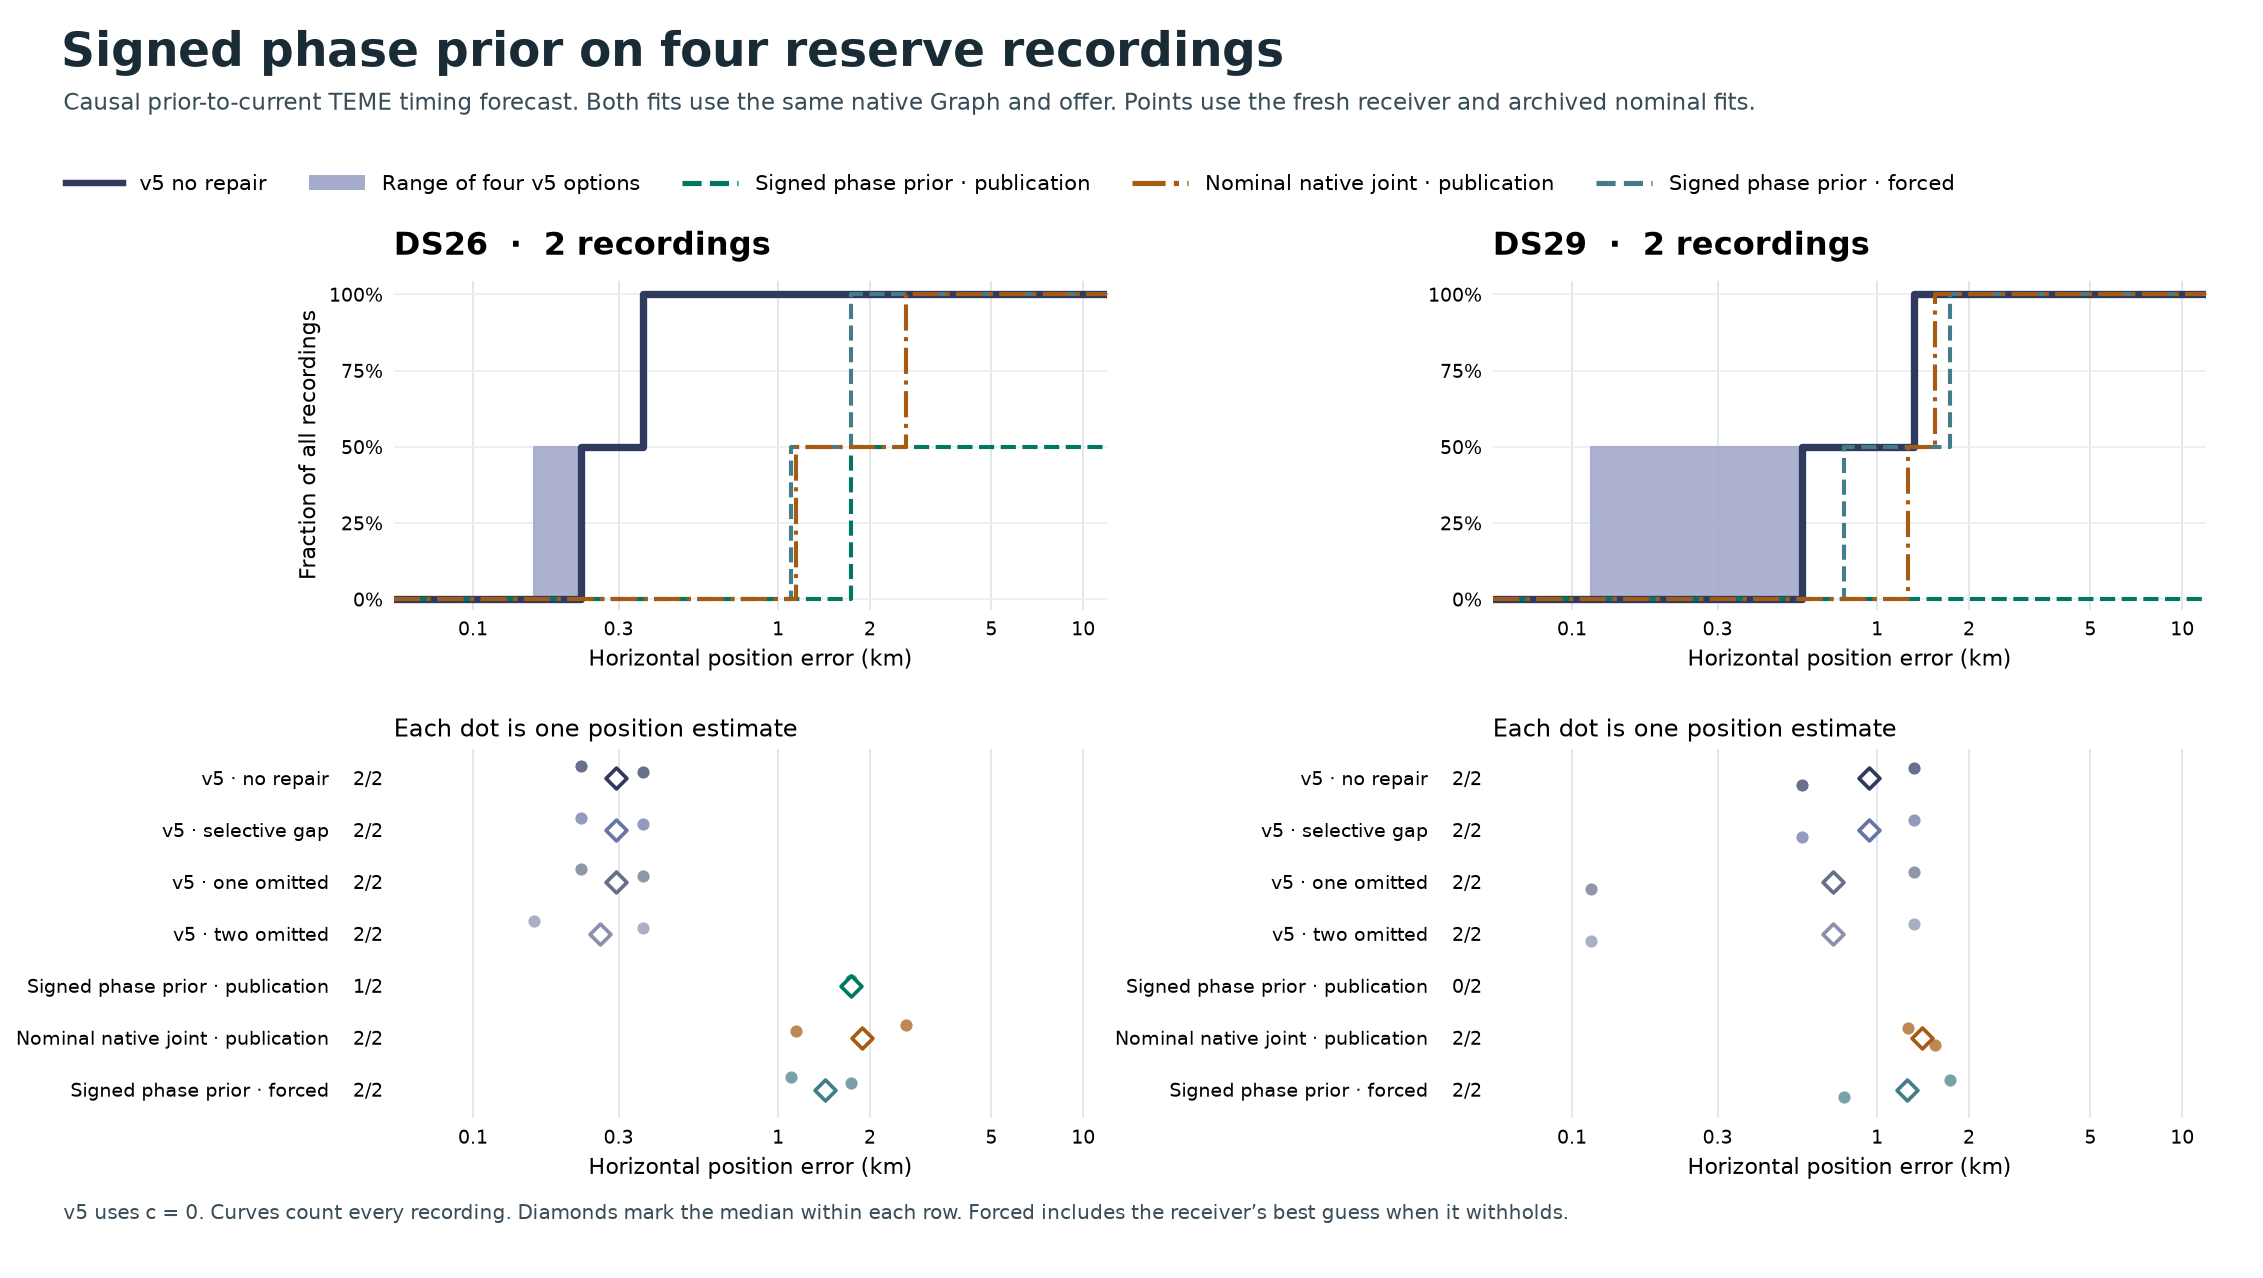 Signed phase prior on four reserve recordings
Causal prior-to-current TEME timing forecast. Both fits use the same native Graph and offer. Points use the fresh receiver and archived nominal fits.
v5 no repair
Range of four v5 options
Signed phase prior · publication
Nominal native joint · publication
Signed phase prior · forced
DS26 · 2 recordings
Fraction of all recordings
100%
75%
50%
25%
0%
0.1
0.3
1
2
5
10
Horizontal position error (km)
DS29 · 2 recordings
100%
75%
50%
25%
0%
0.1
0.3
1
2
5
10
Horizontal position error (km)
Each dot is one position estimate
v5 · no repair 2/2
v5 · selective gap 2/2
v5 · one omitted 2/2
v5 · two omitted 2/2
Signed phase prior · publication 1/2
Nominal native joint · publication 2/2
Signed phase prior · forced 2/2
0.1
0.3
1
2
5
10
Horizontal position error (km)
Each dot is one position estimate
v5 · no repair 2/2
v5 · selective gap 2/2
v5 · one omitted 2/2
v5 · two omitted 2/2
Signed phase prior · publication 0/2
Nominal native joint · publication 2/2
Signed phase prior · forced 2/2
0.1
0.3
1
2
5
10
Horizontal position error (km)
v5 uses c = 0. Curves count every recording. Diamonds mark the median within each row. Forced includes the receiver’s best guess when it withholds.